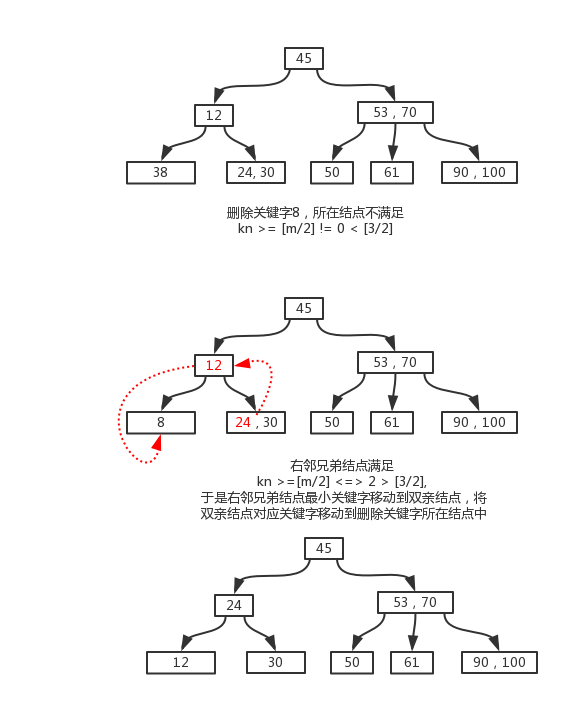 45
12
53 , 70
38
24, 30
50
61
90 , 100
删除关键字8，所在结点不满足
kn >= [m/2] != 0 < [3/2]
45
12
53 , 70
8
24 , 30
50
61
90 , 100
右邻兄弟结点满足
kn >=[m/2] <=> 2 > [3/2],
于是右邻兄弟结点最小关键字移动到双亲结点，将
双亲结点对应关键字移动到删除关键字所在结点中
45
24
53 , 70
12
30
50
61
90 , 100